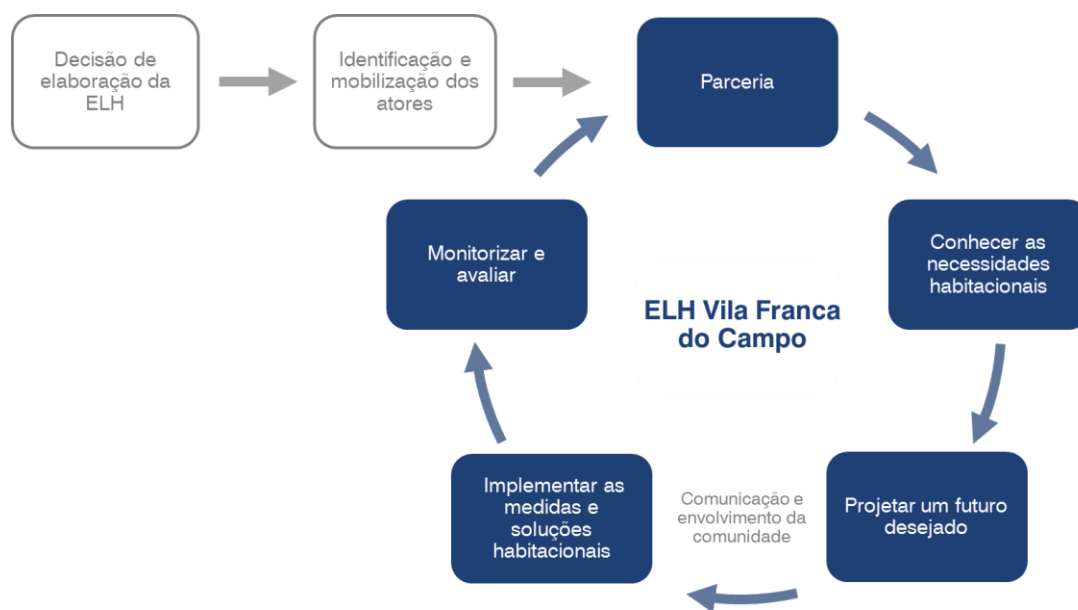 Decisão de
elaboração da
ELH
Identificação e
mobilização dos
atores
Parceria
Conhecer as
necessidades
habitacionais
Projetar um futuro
desejado
Comunicação e
envolvimento da
comunidade
Implementar as
medidas e
soluções
habitacionais
Monitorizar e
avaliar
ELH Vila Franca
do Campo